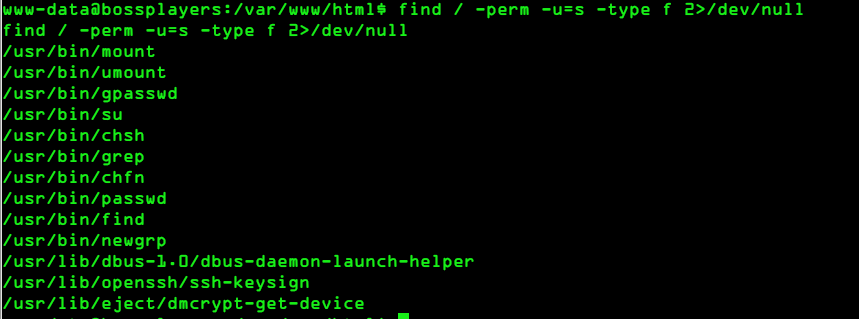 www-data@bossplayers:/var/www/html$ find / -perm -u=s -type f 2>/dev/null
find / -perm -u=s -type f 2>/dev/null
/usr/bin/mount
/usr/bin/umount
/usr/bin/gpasswd
/usr/bin/su
/usr/bin/chsh
/usr/bin/grep
/usr/bin/chfn
/usr/bin/passwd
/usr/bin/find
/usr/bin/newgrp
/usr/lib/dbus-1.0/dbus-daemon-launch-helper
/usr/lib/openssh/ssh-keysign
/usr/lib/eject/dmcrypt-get-device